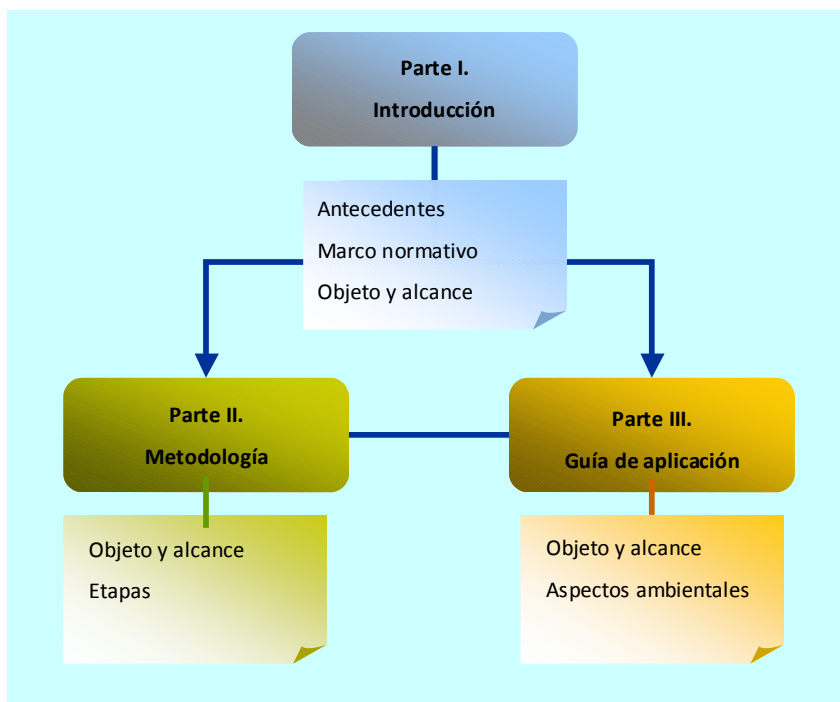 Parte I.
Introducción
Antecedentes
Marco normativo
Objeto y alcance
Parte II.
Metodología
Objeto y alcance
Etapas
Parte III.
Guía de aplicación
Objeto y alcance
Aspectos ambientales